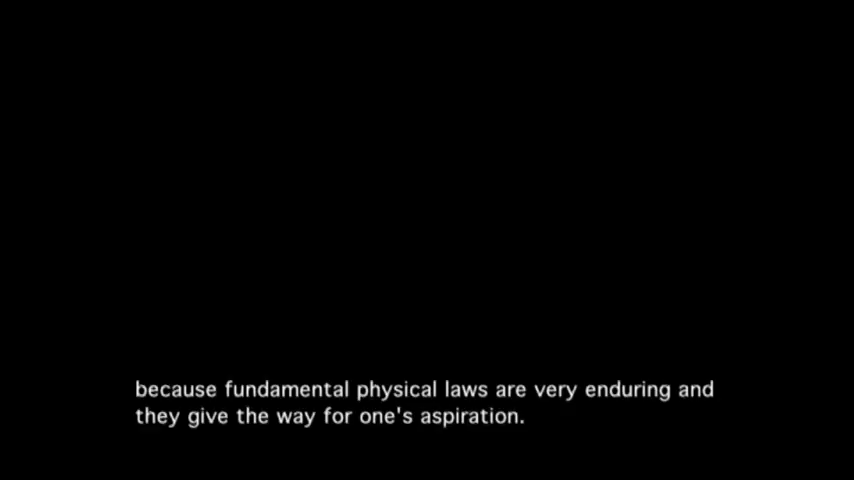 because fundamental physical laws are very enduring and
they give the way for one's aspiration.